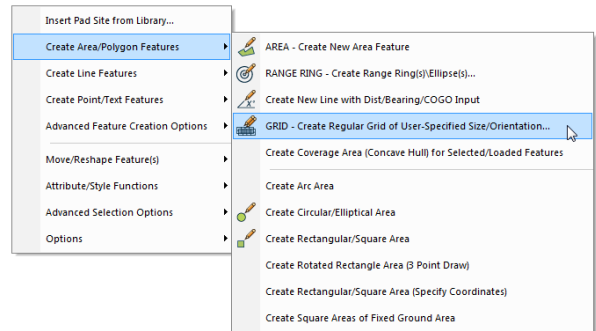 Insert Pad Site from Library...
Create Area/Polygon Features
Create Line Features
Create Point/Text Features
Advanced Feature Creation Options
Move/Reshape Feature(s)
Attribute/Style Functions
Advanced Selection Options
Options
AREA - Create New Area Feature
RANGE RING - Create Range Ring(s)\Ellipse(s)...
Create New Line with Dist/Bearing/COGO Input
GRID - Create Regular Grid of User-Specified Size/Orientation...
Create Coverage Area (Concave Hull) for Selected/Loaded Features
Create Arc Area
Create Circular/Elliptical Area
Create Rectangular/Square Area
Create Rotated Rectangle Area (3 Point Draw)
Create Rectangular/Square Area (Specify Coordinates)
Create Square Areas of Fixed Ground Area